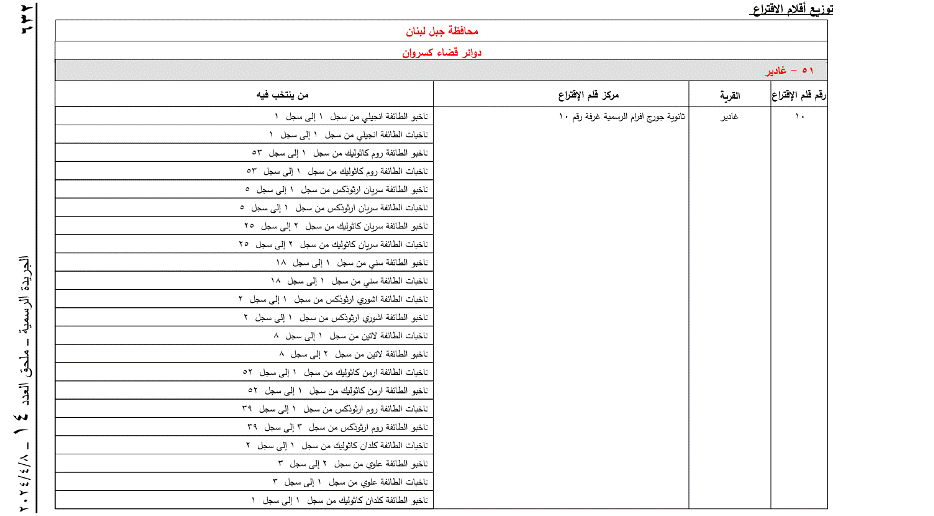 توزيع أقلام الاقتراع
٦٣٢
محافظة جبل لبنان
دوائر قضاء كسروان
٥١ - غادير
رقم قلم الإقتراع القرية مركز قلم الإقتراع من ينتخب فيه
١٠ غادير ثانوية جورج افرام الرسمية غرفة رقم ١٠ ناخبو الطائفة انجيلي من سجل ١ إلى سجل ١
ناخبات الطائفة انجيلي من سجل ١ إلى سجل ١
ناخبو الطائفة روم كاثوليك من سجل ١ إلى سجل ٥٣
ناخبات الطائفة روم كاثوليك من سجل ١ إلى سجل ٥٣
ناخبو الطائفة سريان ارثوذكس من سجل ١ إلى سجل ٥
ناخبات الطائفة سريان ارثوذكس من سجل ١ إلى سجل ٥
ناخبو الطائفة سريان كاثوليك من سجل ٢ إلى سجل ٢٥
ناخبات الطائفة سريان كاثوليك من سجل ٢ إلى سجل ٢٥
ناخبو الطائفة سني من سجل ١ إلى سجل ١٨
ناخبات الطائفة سني من سجل ١ إلى سجل ١٨
ناخبات الطائفة اشوري ارثوذكس من سجل ١ إلى سجل ٢
ناخبو الطائفة اشوري ارثوذكس من سجل ١ إلى سجل ٢
ناخبات الطائفة لاتين من سجل ١ إلى سجل ٨
ناخبو الطائفة لاتين من سجل ٢ إلى سجل ٨
ناخبات الطائفة ارمن كاثوليك من سجل ١ إلى سجل ٥٢
ناخبو الطائفة ارمن كاثوليك من سجل ١ إلى سجل ٥٢
ناخبات الطائفة روم ارثوذكس من سجل ١ إلى سجل ٣٩
ناخبو الطائفة روم ارثوذكس من سجل ٣ إلى سجل ٣٩
ناخبات الطائفة كلدان كاثوليك من سجل ١ إلى سجل ٢
ناخبو الطائفة علوي من سجل ٢ إلى سجل ٣
ناخبات الطائفة علوي من سجل ١ إلى سجل ٣
ناخبو الطائفة كلدان كاثوليك من سجل ١ إلى سجل ١
الجريدة الرسمية - ملحق العدد ١٤ - ٢٠٢٤/٤/٨